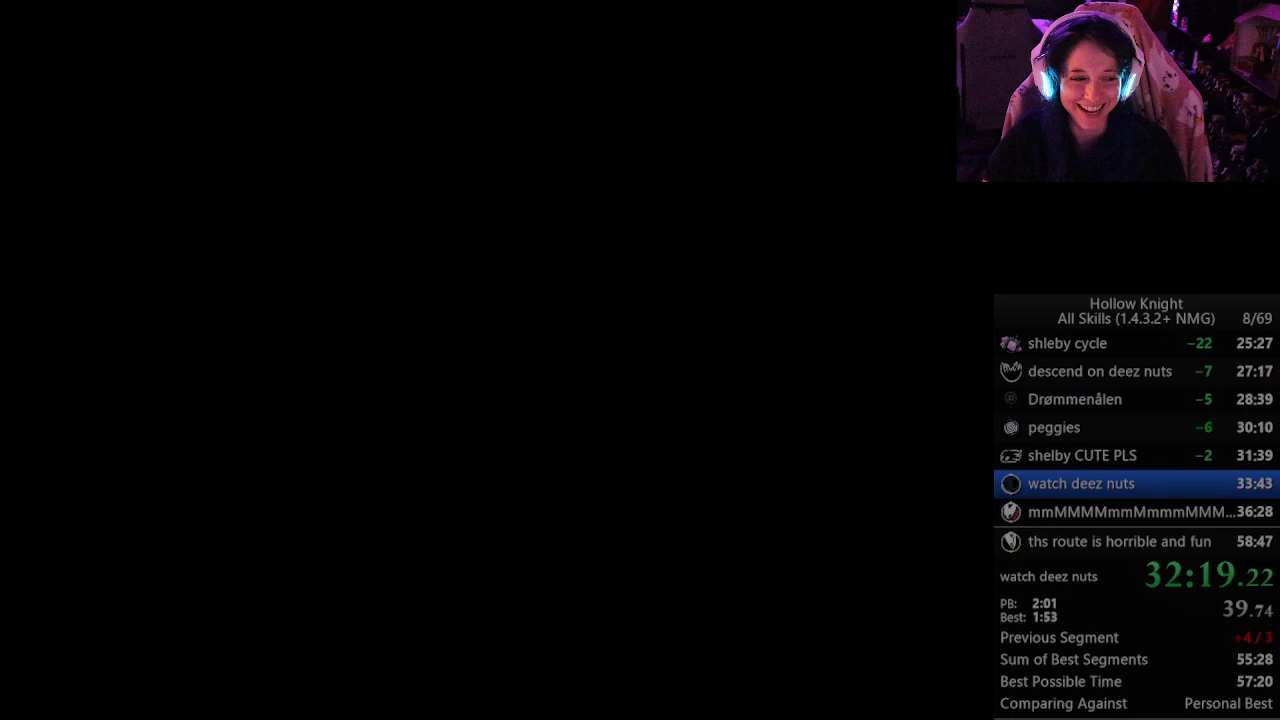 Hollow Knight
All Skills (1.4.3.2+ NMG) 8/69
shleby cycle -22 25:27
descend on deez nuts -7 27:17
Drømmenålen -5 28:39
peggies -6 30:10
shelby CUTE PLS -2 31:39
watch deez nuts 33:43
mmMMMMmmMmmmMMM... 36:28
ths route is horrible and fun 58:47
watch deez nuts 32:19.22
PB: 2:01 39.74
Best: 1:53
Previous Segment +4 / 3
Sum of Best Segments 55:28
Best Possible Time 57:20
Comparing Against Personal Best